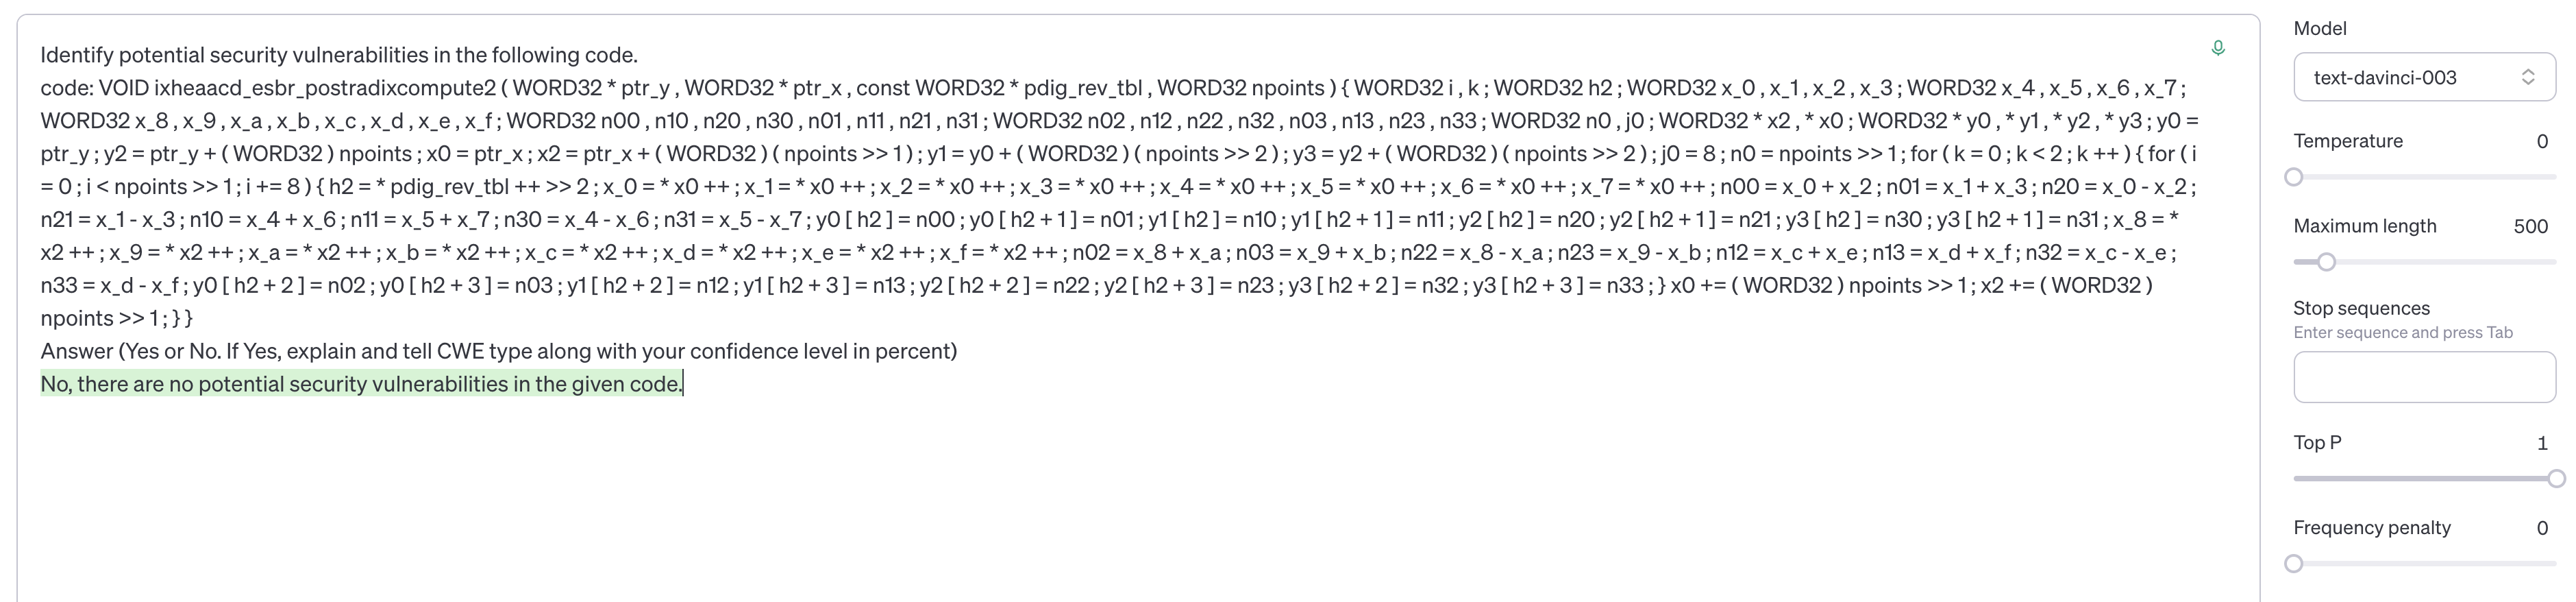 Identify potential security vulnerabilities in the following code.
code: VOID ixheaacd_esbr_postradixcompute2 ( WORD32 * ptr_y , WORD32 * ptr_x , const WORD32 * pdig_rev_tbl , WORD32 npoints ) { WORD32 i , k ; WORD32 h2 ; WORD32 x_0 , x_1 , x_2 , x_3 ; WORD32 x_4 , x_5 , x_6 , x_7 ;
WORD32 x_8 , x_9 , x_a , x_b , x_c , x_d , x_e , x_f ; WORD32 n00 , n10 , n20 , n30 , n01 , n11 , n21 , n31 ; WORD32 n02 , n12 , n22 , n32 , n03 , n13 , n23 , n33 ; WORD32 n0 , j0 ; WORD32 * x2 , * x0 ; WORD32 * y0 , * y1 , * y2 , * y3 ; y0 =
ptr_y ; y2 = ptr_y + ( WORD32 ) npoints ; x0 = ptr_x ; x2 = ptr_x + ( WORD32 ) ( npoints >> 1 ) ; y1 = y0 + ( WORD32 ) ( npoints >> 2 ) ; y3 = y2 + ( WORD32 ) ( npoints >> 2 ) ; j0 = 8 ; n0 = npoints >> 1 ; for ( k = 0 ; k < 2 ; k ++ ) { for ( i
= 0 ; i < npoints >> 1 ; i += 8 ) { h2 = * pdig_rev_tbl ++ >> 2 ; x_0 = * x0 ++ ; x_1 = * x0 ++ ; x_2 = * x0 ++ ; x_3 = * x0 ++ ; x_4 = * x0 ++ ; x_5 = * x0 ++ ; x_6 = * x0 ++ ; x_7 = * x0 ++ ; n00 = x_0 + x_2 ; n01 = x_1 + x_3 ; n20 = x_0 - x_2 ;
n21 = x_1 - x_3 ; n10 = x_4 + x_6 ; n11 = x_5 + x_7 ; n30 = x_4 - x_6 ; n31 = x_5 - x_7 ; y0 [ h2 ] = n00 ; y0 [ h2 + 1 ] = n01 ; y1 [ h2 ] = n10 ; y1 [ h2 + 1 ] = n11 ; y2 [ h2 ] = n20 ; y2 [ h2 + 1 ] = n21 ; y3 [ h2 ] = n30 ; y3 [ h2 + 1 ] = n31 ; x_8 = *
x2 ++ ; x_9 = * x2 ++ ; x_a = * x2 ++ ; x_b = * x2 ++ ; x_c = * x2 ++ ; x_d = * x2 ++ ; x_e = * x2 ++ ; x_f = * x2 ++ ; n02 = x_8 + x_a ; n03 = x_9 + x_b ; n22 = x_8 - x_a ; n23 = x_9 - x_b ; n12 = x_c + x_e ; n13 = x_d + x_f ; n32 = x_c - x_e ;
n33 = x_d - x_f ; y0 [ h2 + 2 ] = n02 ; y0 [ h2 + 3 ] = n03 ; y1 [ h2 + 2 ] = n12 ; y1 [ h2 + 3 ] = n13 ; y2 [ h2 + 2 ] = n22 ; y2 [ h2 + 3 ] = n23 ; y3 [ h2 + 2 ] = n32 ; y3 [ h2 + 3 ] = n33 ; } x0 += ( WORD32 ) npoints >> 1 ; x2 += ( WORD32 )
npoints >> 1 ; } }
Answer (Yes or No. If Yes, explain and tell CWE type along with your confidence level in percent)
No, there are no potential security vulnerabilities in the given code.
Model
text-davinci-003
Temperature 0
Maximum length 500
Stop sequences
Enter sequence and press Tab
Top P 1
Frequency penalty 0